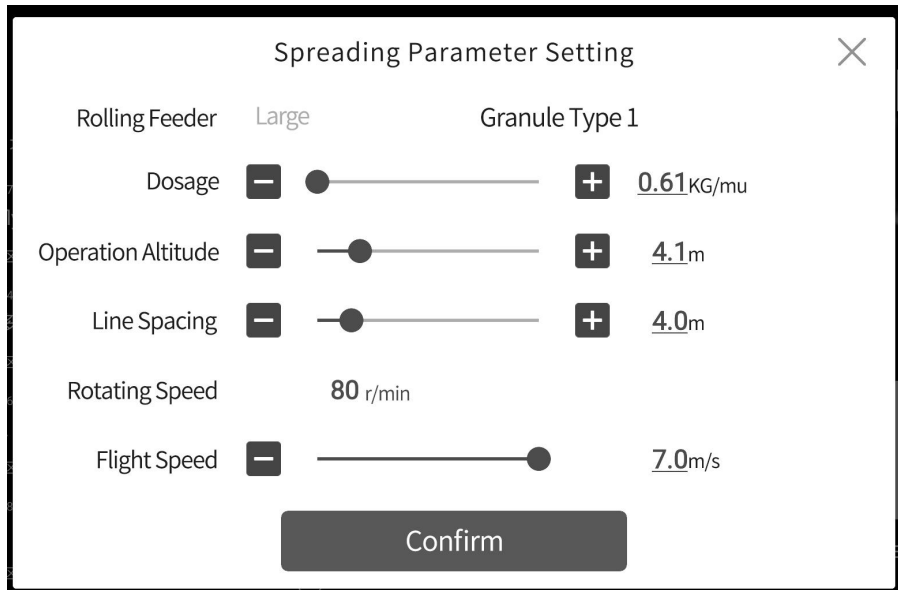 Spreading Parameter Setting
Rolling Feeder Large Granule Type 1
Dosage 0.61KG/mu
Operation Altitude 4.1m
Line Spacing 4.0m
Rotating Speed 80 r/min
Flight Speed 7.0m/s
Confirm